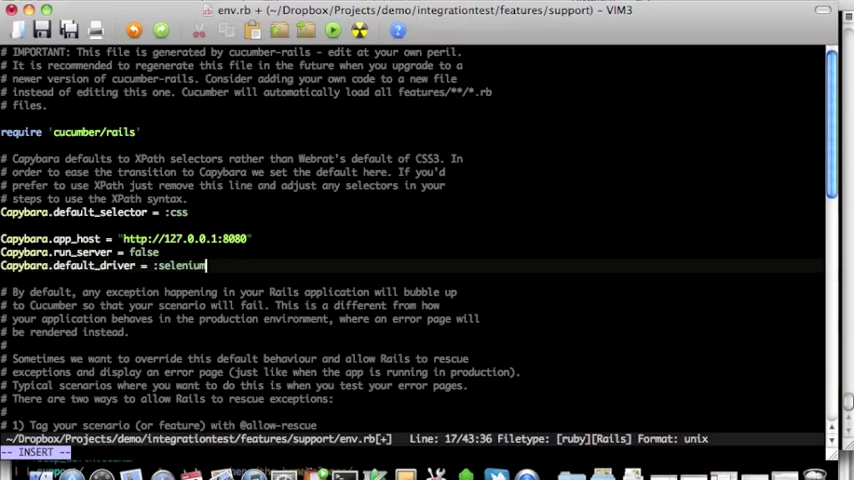 env.rb + (~/Dropbox/Projects/demo/integrationtest/features/support) – VIM3
# IMPORTANT: This file is generated by cucumber-rails - edit at your own peril.
# It is recommended to regenerate this file in the future when you upgrade to a
# newer version of cucumber-rails. Consider adding your own code to a new file
# instead of editing this one. Cucumber will automatically load all features/**/*.rb
# files.
require 'cucumber/rails'
# Capybara defaults to XPath selectors rather than Webrat's default of CSS3. In
# order to ease the transition to Capybara we set the default here. If you'd
# prefer to use XPath just remove this line and adjust any selectors in your
# steps to use the XPath syntax.
Capybara.default_selector = :css
Capybara.app_host = "http://127.0.0.1:8080"
Capybara.run_server = false
Capybara.default_driver = :selenium
# By default, any exception happening in your Rails application will bubble up
# to Cucumber so that your scenario will fail. This is a different from how
# your application behaves in the production environment, where an error page will
# be rendered instead.
#
# Sometimes we want to override this default behaviour and allow Rails to rescue
# exceptions and display an error page (just like when the app is running in production).
# Typical scenarios where you want to do this is when you test your error pages.
# There are two ways to allow Rails to rescue exceptions:
#
# 1) Tag your scenario (or feature) with @allow-rescue
~/Dropbox/Projects/demo/integrationtest/features/support/env.rb[+] Line: 17/43:36 Filetype: [ruby][Rails] Format: unix
-- INSERT --